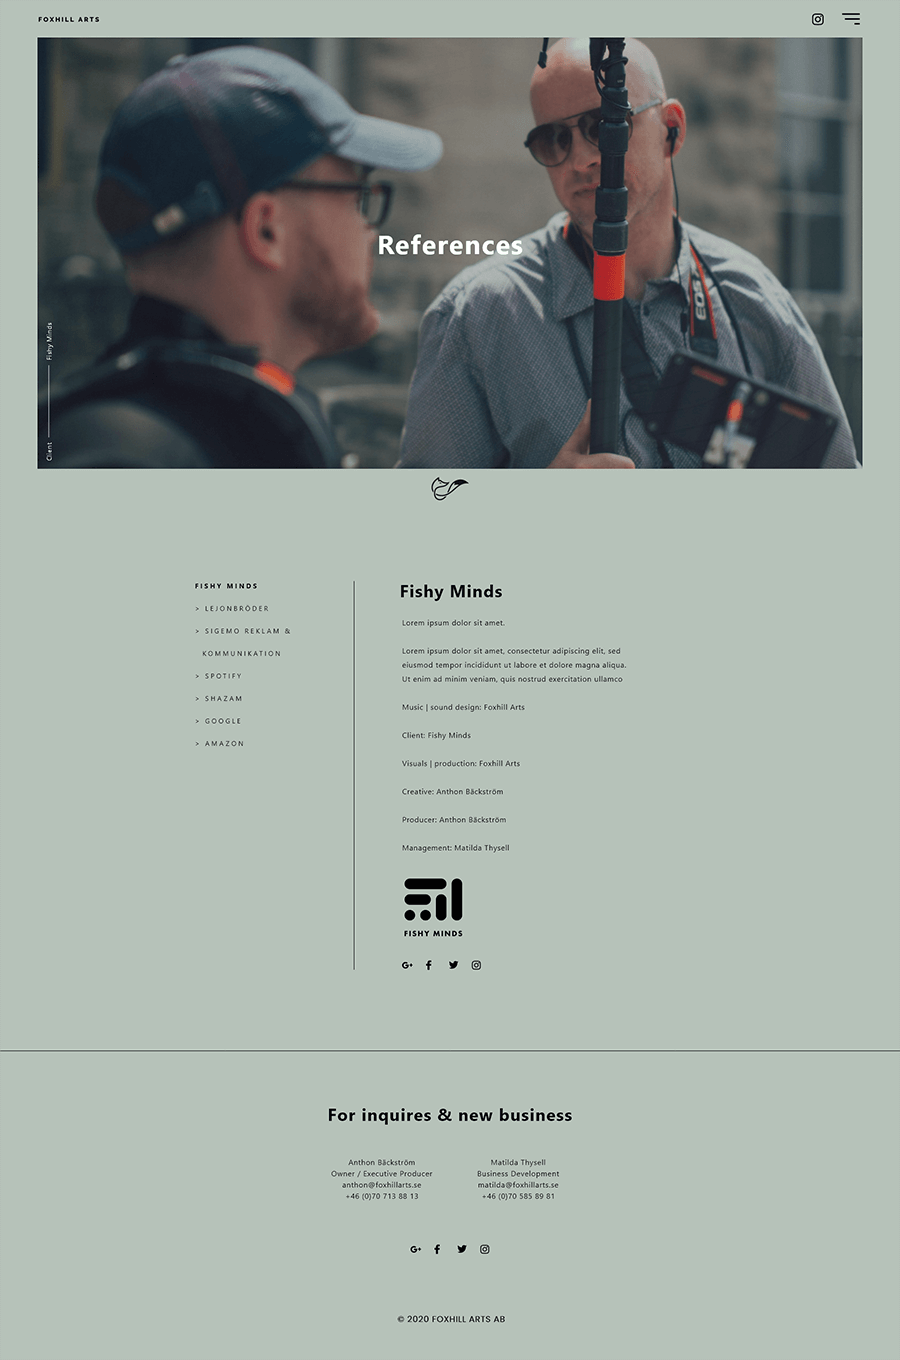 FOXHILL ARTS
References
Fishy Minds
Client
EOS
FISHY MINDS
> LEJONBRÖDER
> SIGEMO REKLAM &
KOMMUNIKATION
> SPOTIFY
> SHAZAM
> GOOGLE
> AMAZON
Fishy Minds
Lorem ipsum dolor sit amet.
Lorem ipsum dolor sit amet, consectetur adipiscing elit, sed
eiusmod tempor incididunt ut labore et dolore magna aliqua.
Ut enim ad minim veniam, quis nostrud exercitation ullamco
Music | sound design: Foxhill Arts
Client: Fishy Minds
Visuals | production: Foxhill Arts
Creative: Anthon Bäckström
Producer: Anthon Bäckström
Management: Matilda Thysell
FISHY MINDS
G+
For inquires & new business
Anthon Bäckström
Owner / Executive Producer
anthon@foxhillarts.se
+46 (0)70 713 88 13
Matilda Thysell
Business Development
matilda@foxhillarts.se
+46 (0)70 585 89 81
G+
© 2020 FOXHILL ARTS AB